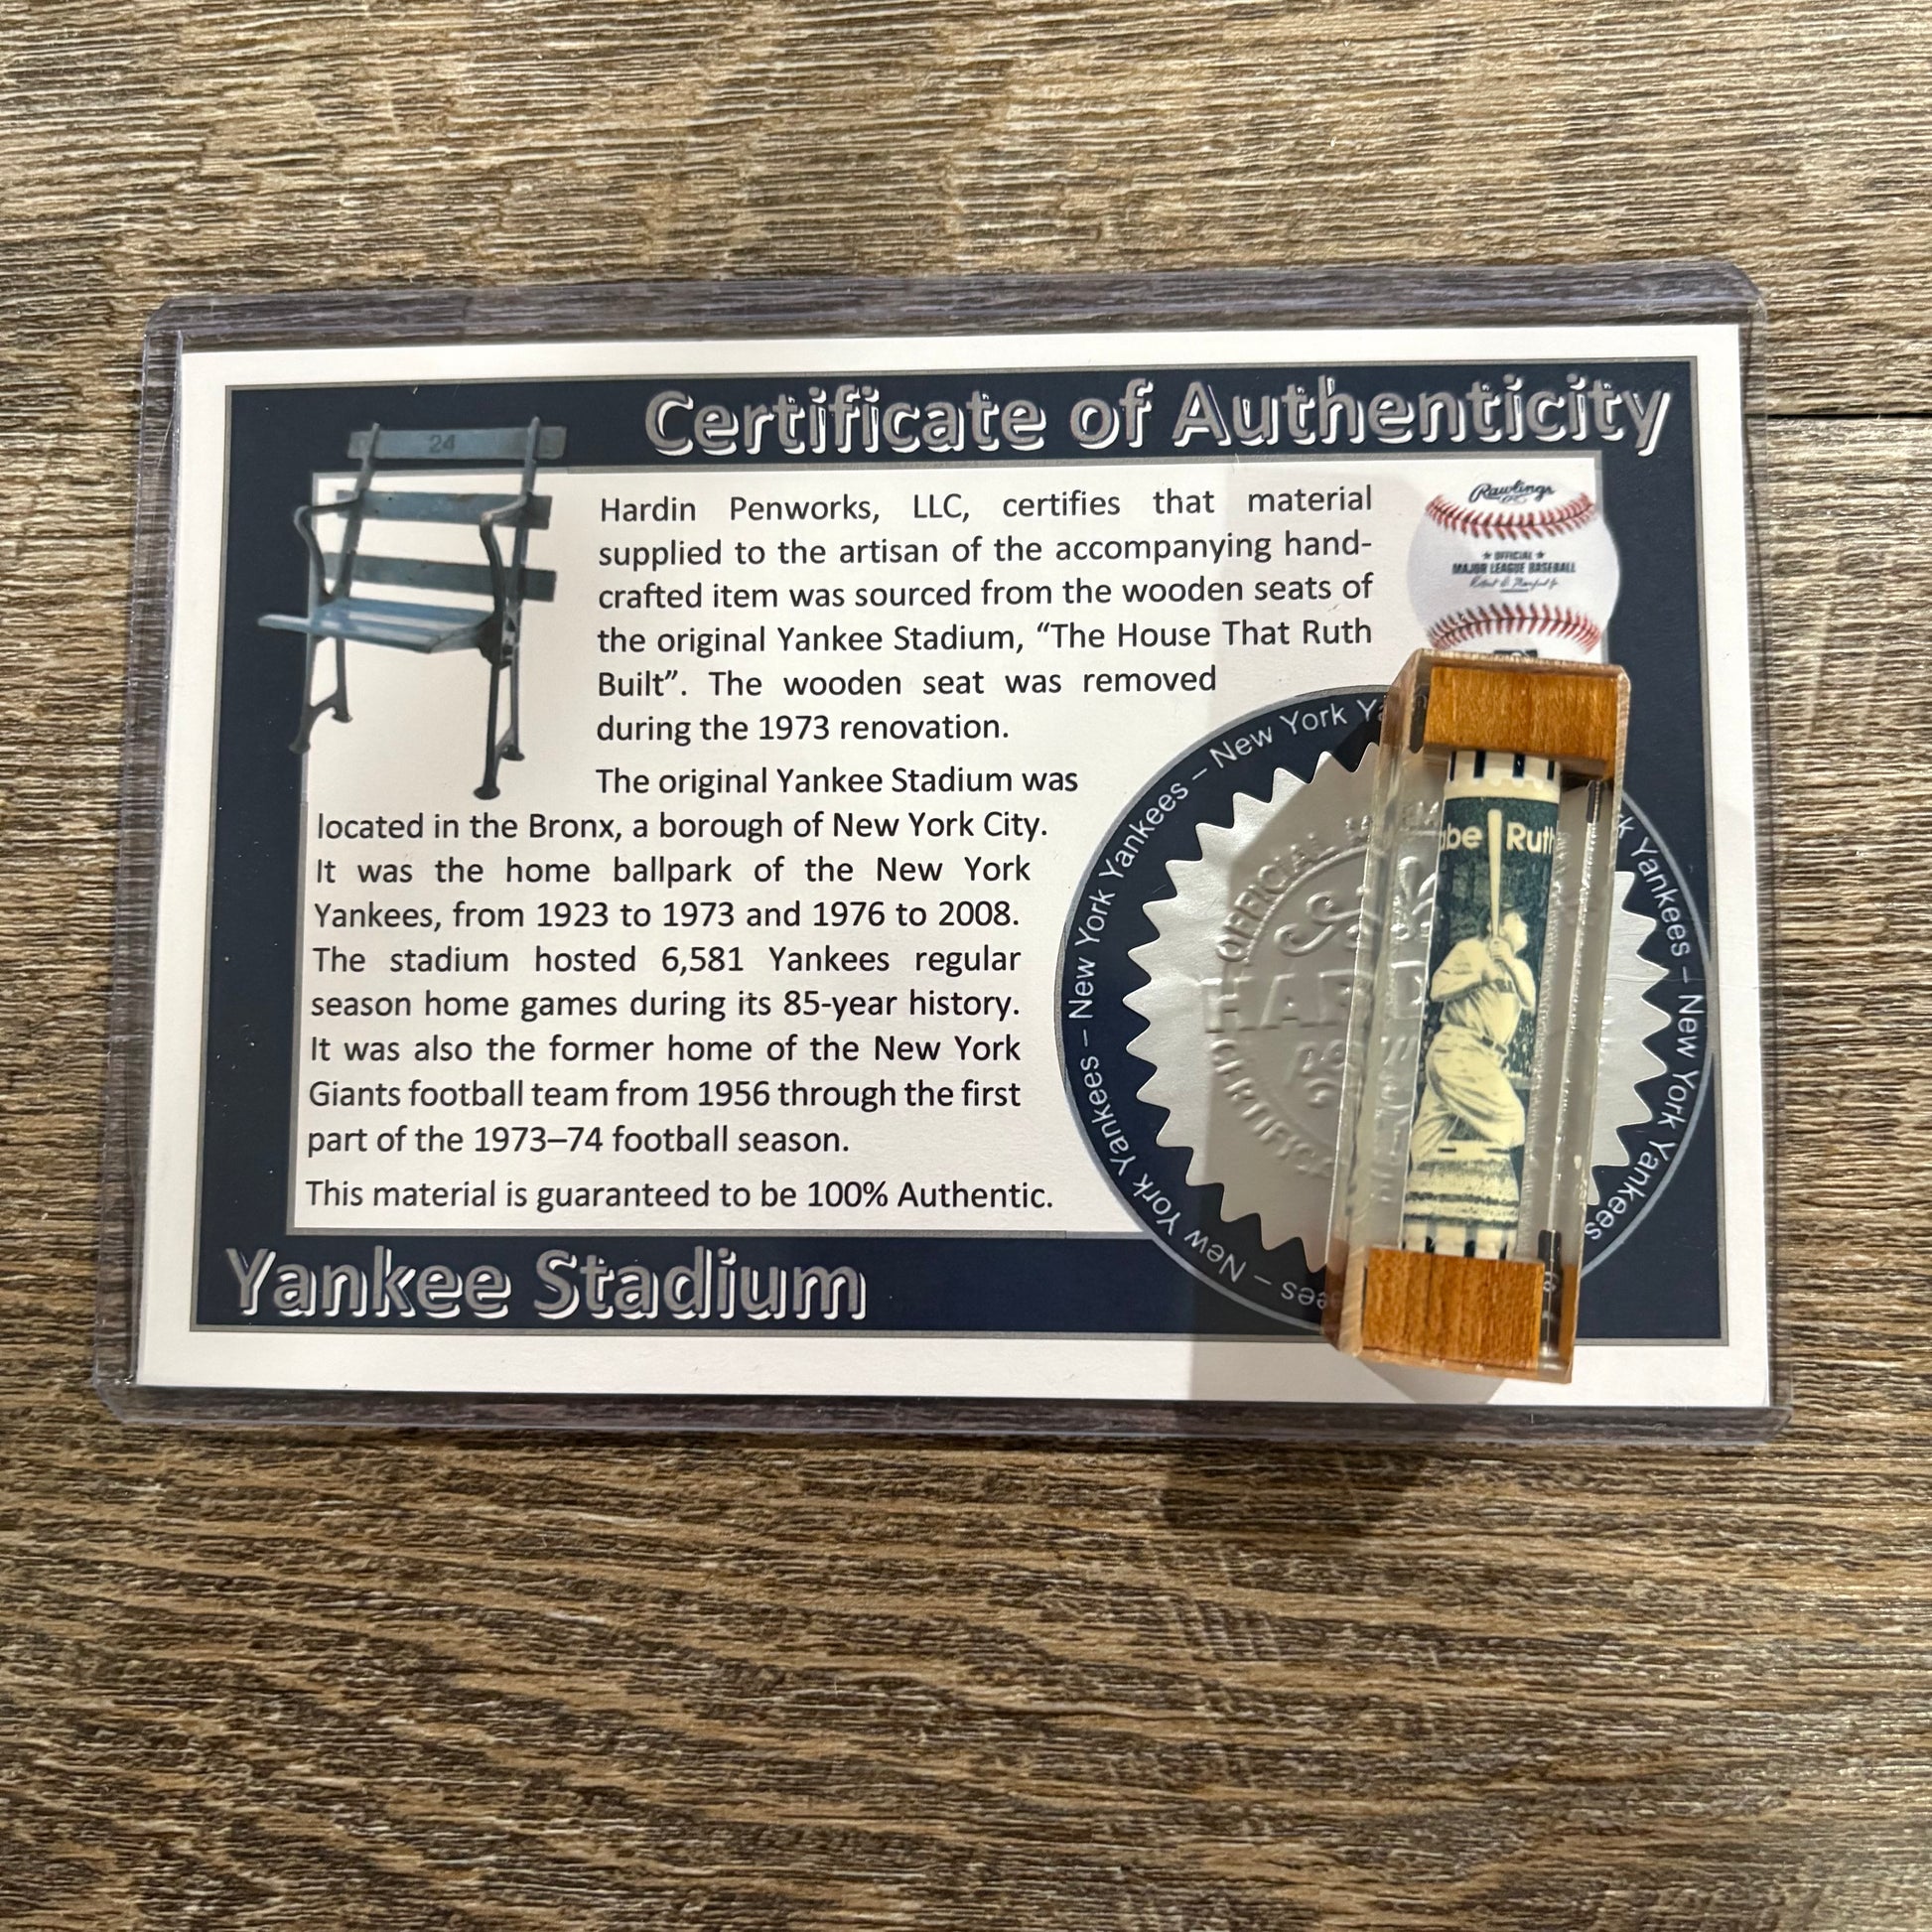 Certificate of Authenticity
24
Hardin Penworks, LLC, certifies that material
supplied to the artisan of the accompanying hand-
crafted item was sourced from the wooden seats of
the original Yankee Stadium, “The House That Ruth
Built”. The wooden seat was removed
during the 1973 renovation.
The original Yankee Stadium was
located in the Bronx, a borough of New York City.
It was the home ballpark of the New York
Yankees, from 1923 to 1973 and 1976 to 2008.
The stadium hosted 6,581 Yankees regular
season home games during its 85-year history.
It was also the former home of the New York
Giants football team from 1956 through the first
part of the 1973–74 football season.
This material is guaranteed to be 100% Authentic.
Yankee Stadium
Rawlings
★ OFFICIAL ★
MAJOR LEAGUE BASEBALL
New York Yankees – New York Yankees – New York
rk Yankees – New York Yankees
OFFICIAL
abe Ruth